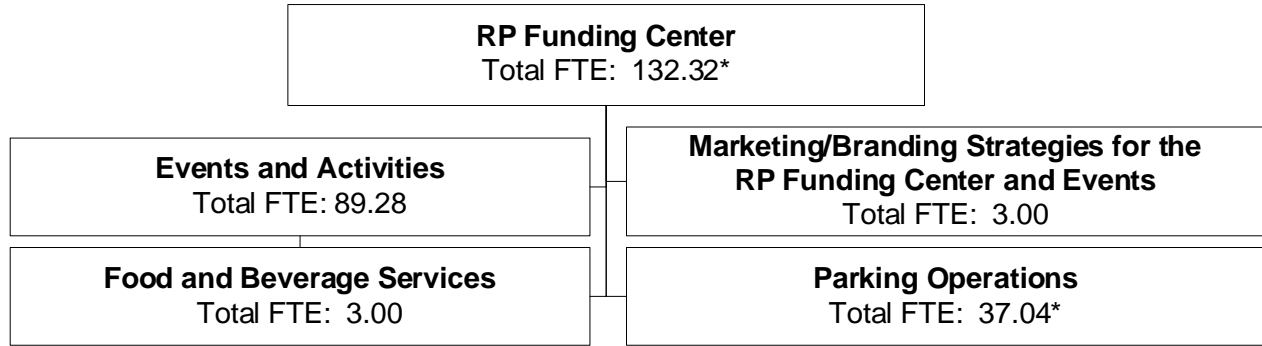 RP Funding Center
Total FTE: 132.32*
Events and Activities
Total FTE: 89.28
Marketing/Branding Strategies for the
RP Funding Center and Events
Total FTE: 3.00
Food and Beverage Services
Total FTE: 3.00
Parking Operations
Total FTE: 37.04*